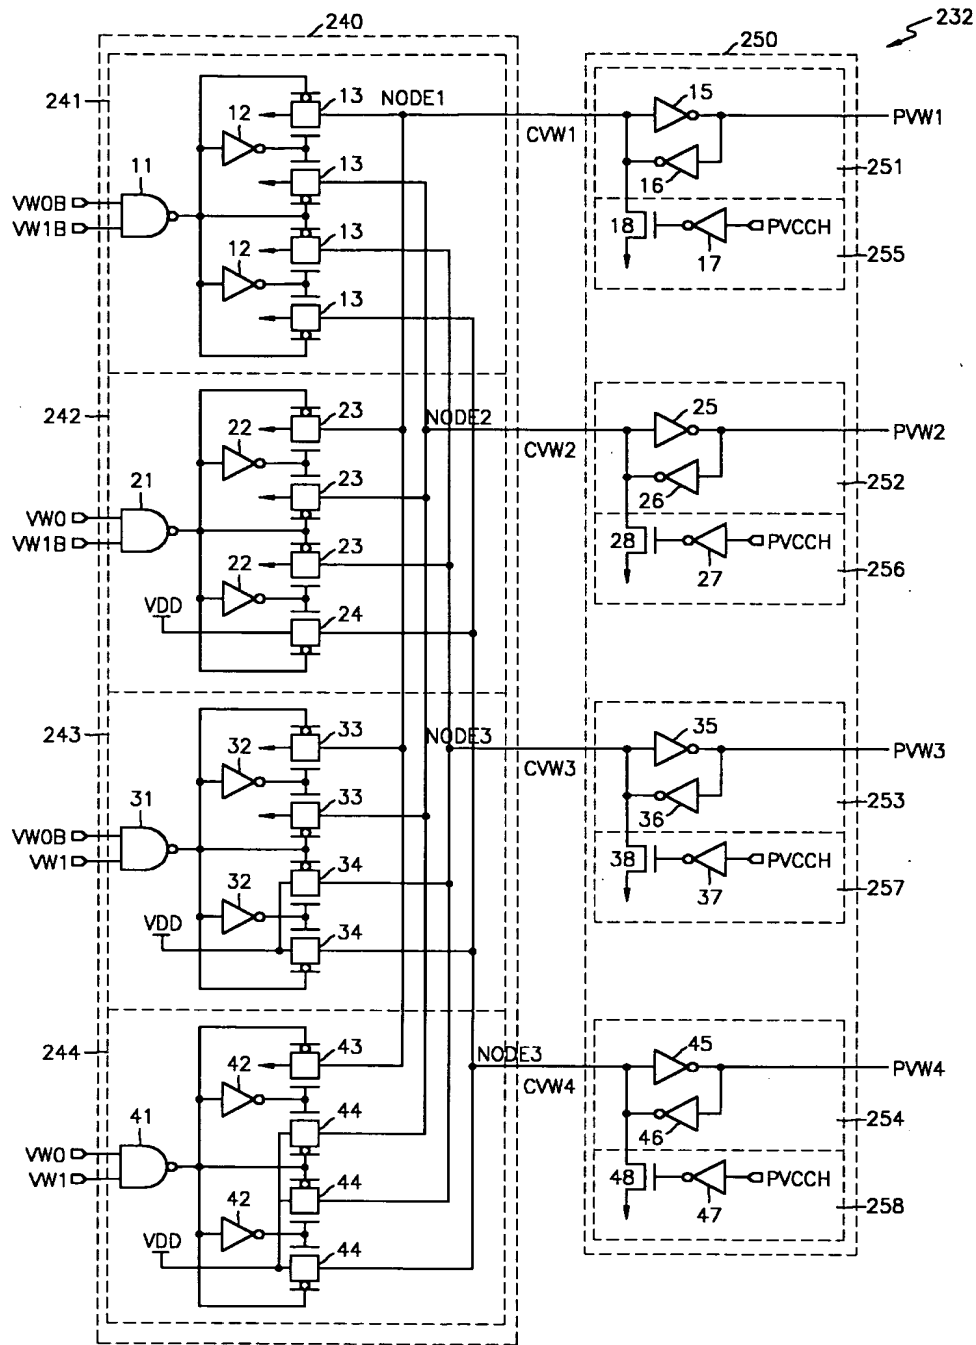 232
240
250
241
13
NODE1
15
PVW1
12
CVW1
11
13
16
251
VW0B
VW1B
13
18
PVCCH
17
255
12
13
242
23
NODE2
25
PVW2
22
CVW2
21
23
26
252
VW0
VW1B
23
28
PVCCH
27
256
22
VDD
24
243
33
NODE3
35
PVW3
32
CVW3
31
33
36
253
VW0B
VW1
34
38
PVCCH
37
257
32
VDD
34
244
43
NODE3
45
PVW4
42
CVW4
41
44
46
254
VW0
VW1
44
48
PVCCH
47
258
42
VDD
44